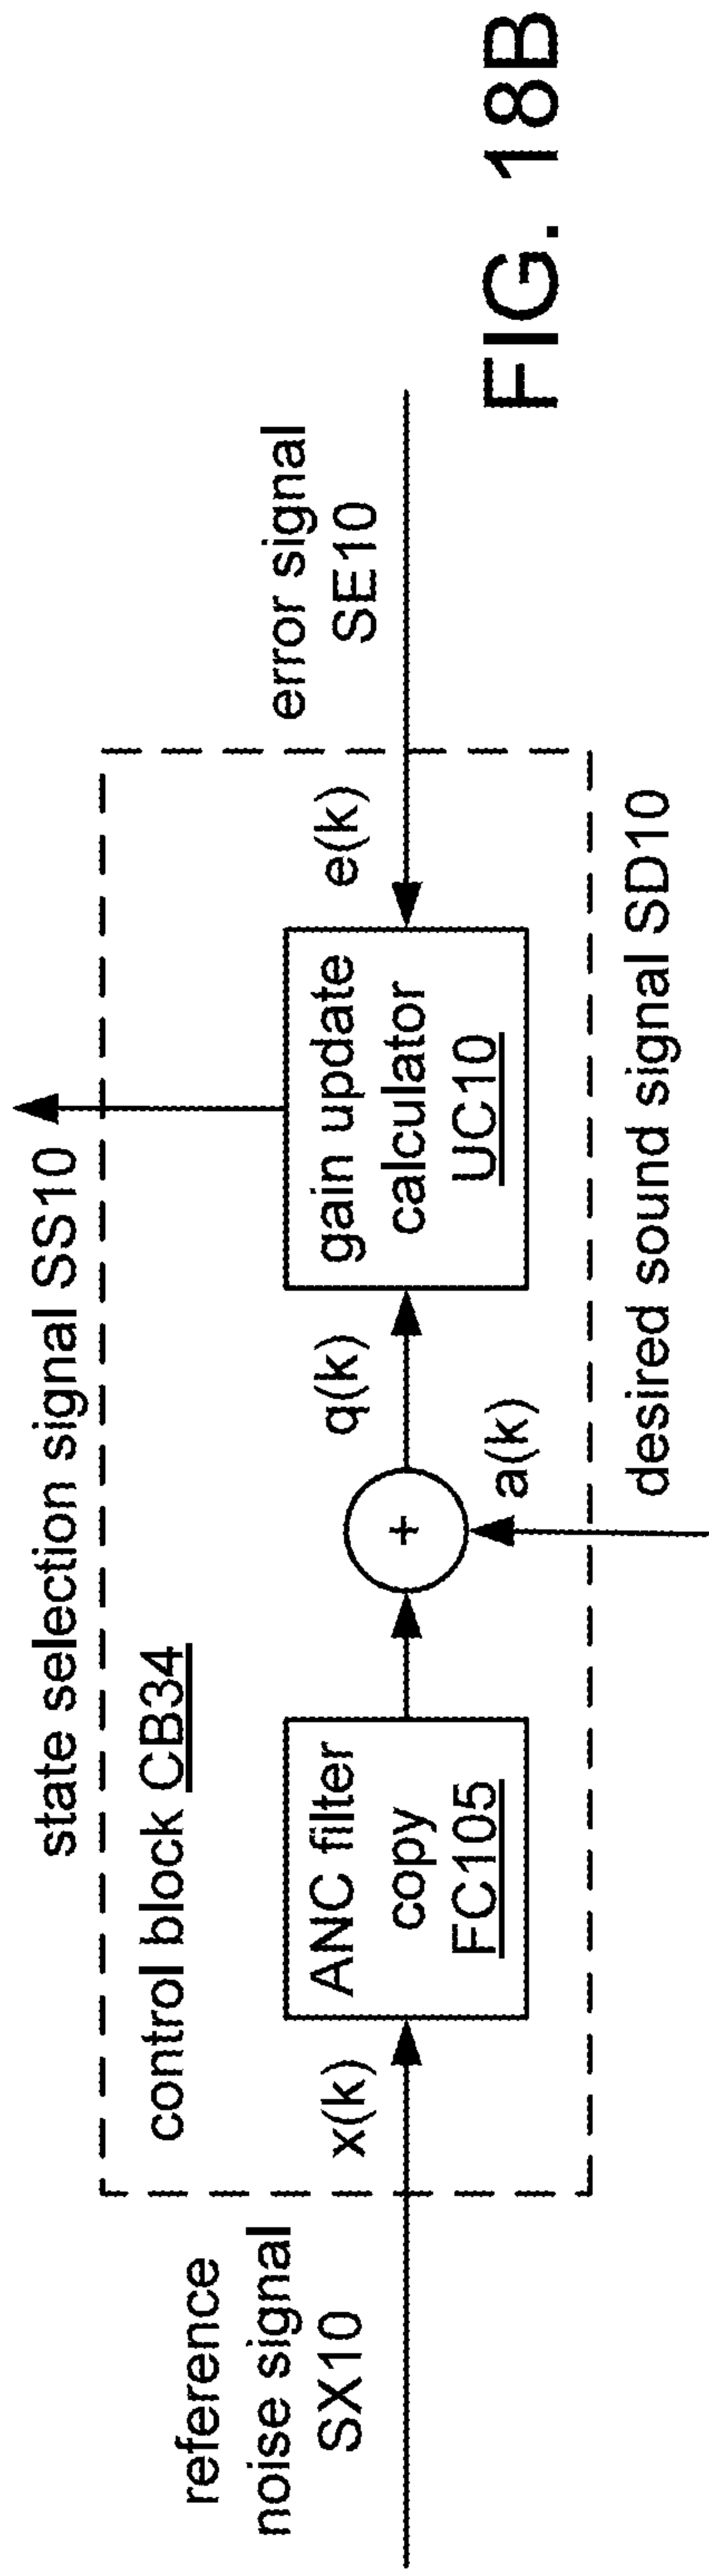 state selection signal SS10
control block CB34
reference
noise signal
SX10
x(k)
ANC filter
copy
FC105
+
q(k)
a(k)
gain update
calculator
UC10
e(k)
error signal
SE10
desired sound signal SD10
FIG. 18B